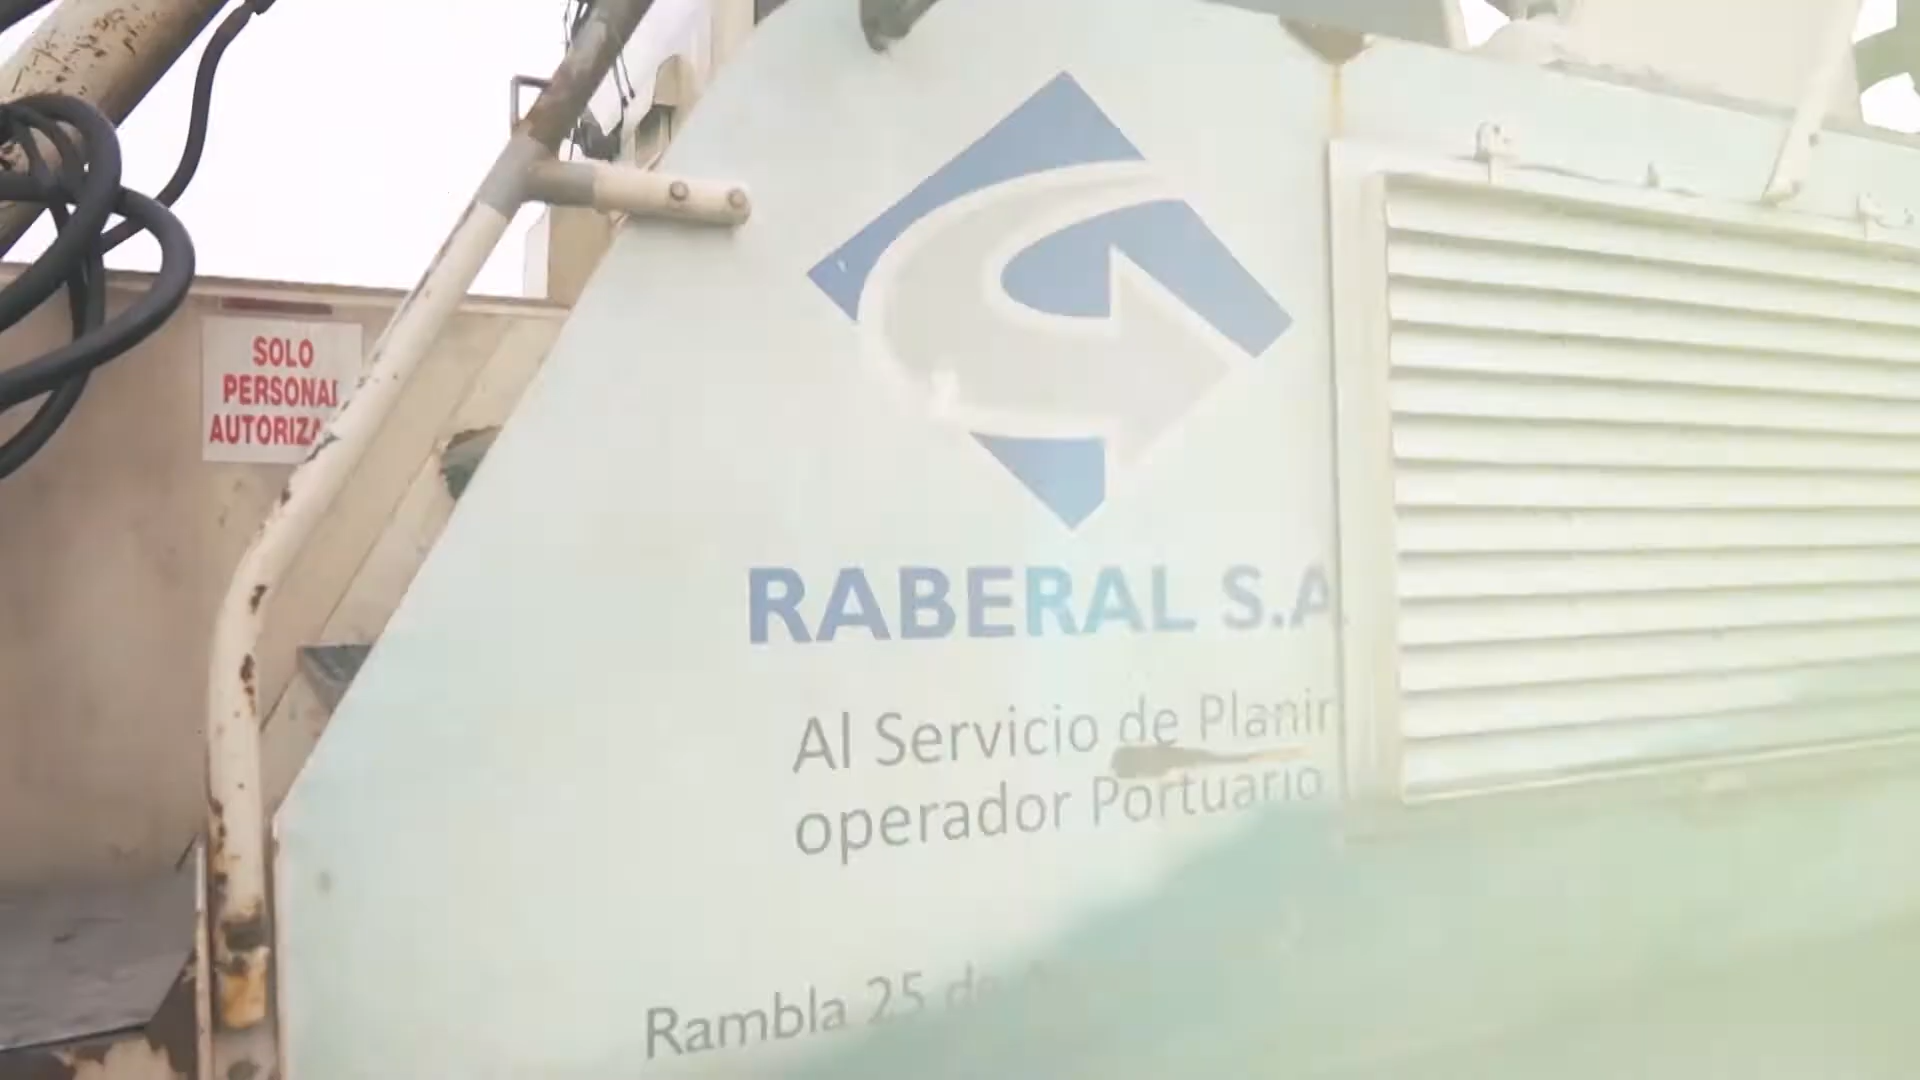 SOLO
PERSONAL
AUTORIZA
RABERAL S.A
Al Servicio de Planir
operador Portuario
Rambla 25 de